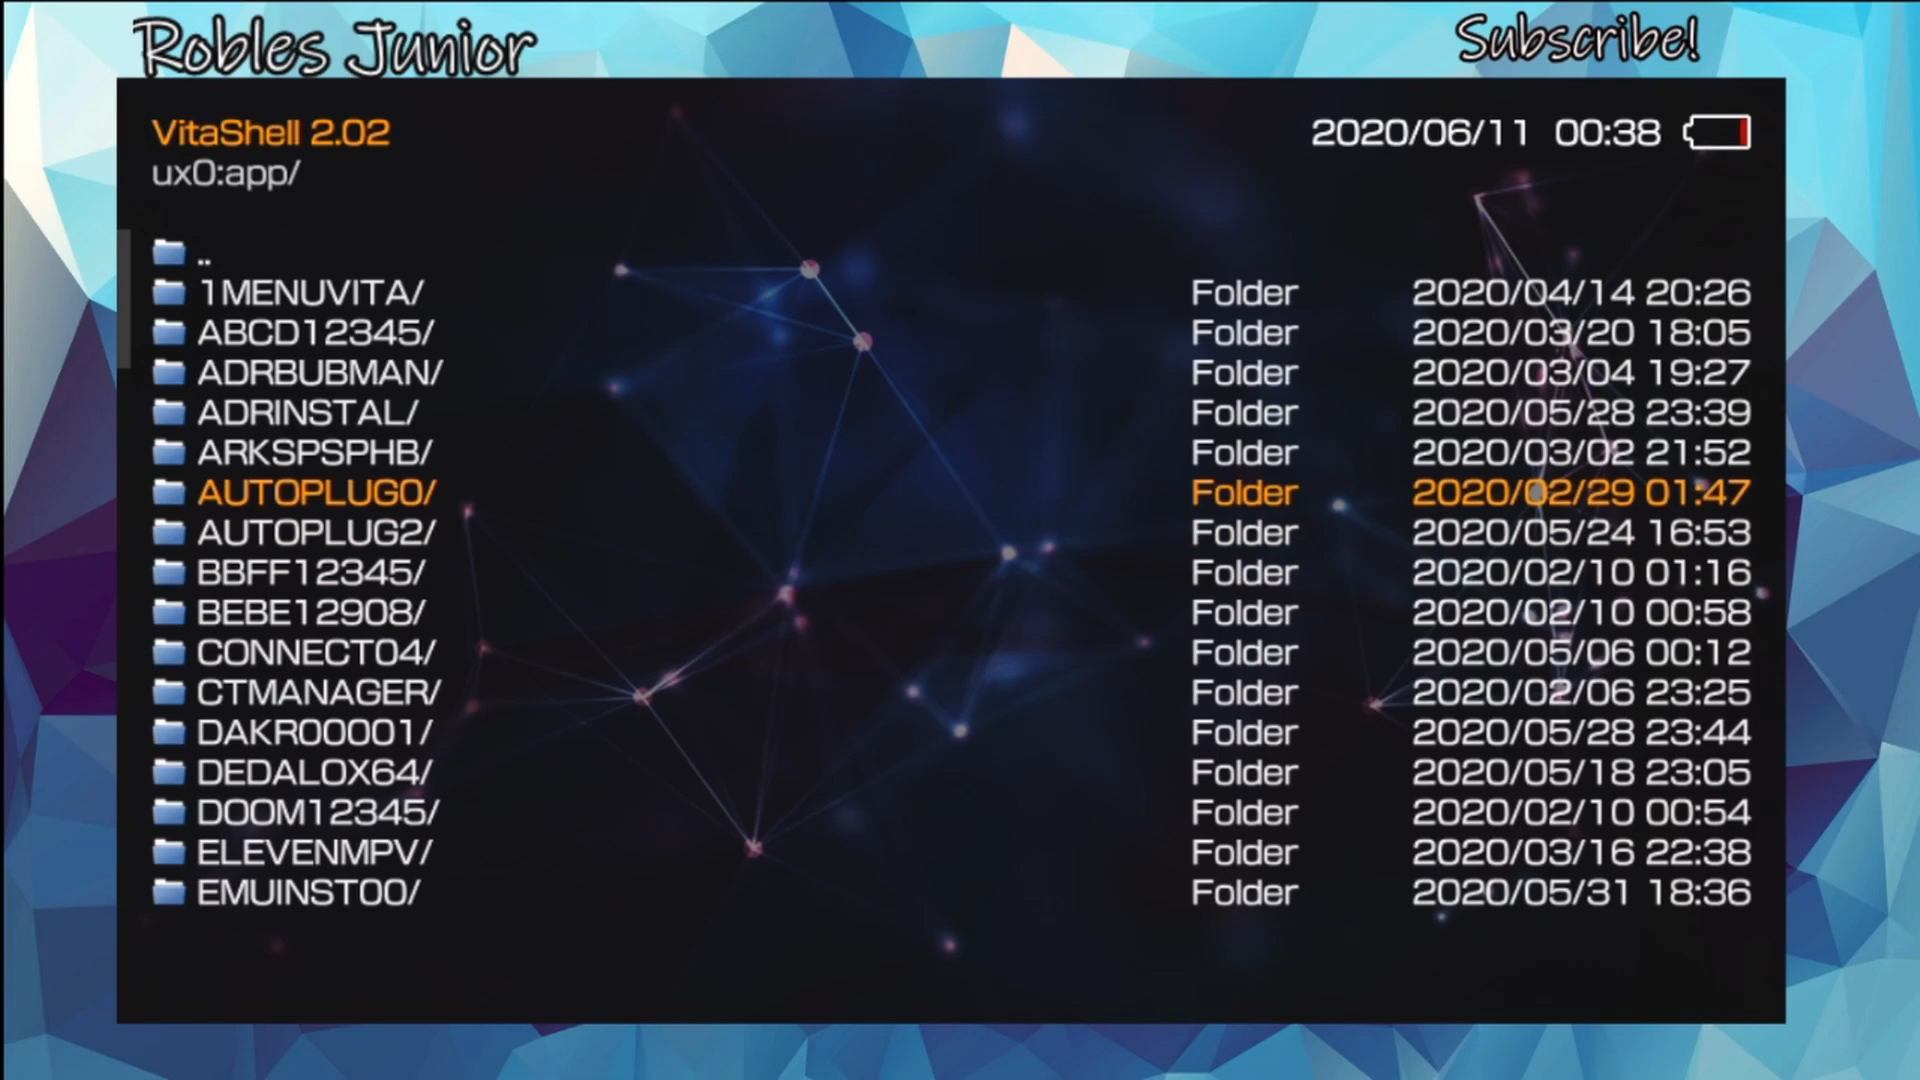 Robles Junior Subscribe!
VitaShell 2.02 2020/06/11 00:38
ux0:app/
..
1MENUVITA/ Folder 2020/04/14 20:26
ABCD12345/ Folder 2020/03/20 18:05
ADRBUBMAN/ Folder 2020/03/04 19:27
ADRINSTAL/ Folder 2020/05/28 23:39
ARKSPSPHB/ Folder 2020/03/02 21:52
AUTOPLUG0/ Folder 2020/02/29 01:47
AUTOPLUG2/ Folder 2020/05/24 16:53
BBFF12345/ Folder 2020/02/10 01:16
BEBE12908/ Folder 2020/02/10 00:58
CONNECT04/ Folder 2020/05/06 00:12
CTMANAGER/ Folder 2020/02/06 23:25
DAKR00001/ Folder 2020/05/28 23:44
DEDALOX64/ Folder 2020/05/18 23:05
DOOM12345/ Folder 2020/02/10 00:54
ELEVENMPV/ Folder 2020/03/16 22:38
EMUINST00/ Folder 2020/05/31 18:36